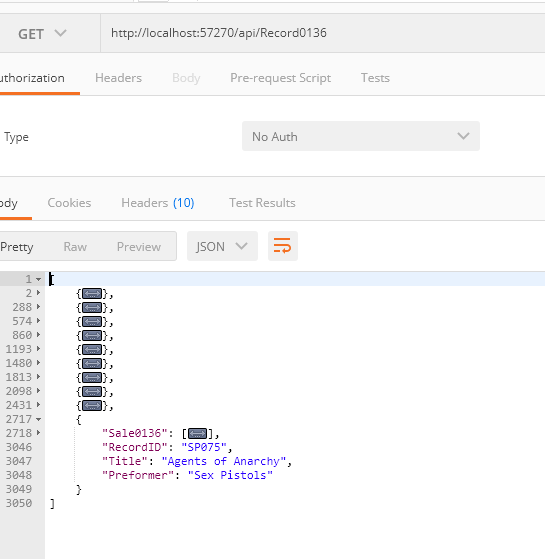 GET http://localhost:57270/api/Record0136
uthorization Headers Body Pre-request Script Tests
Type No Auth
ody Cookies Headers (10) Test Results
Pretty Raw Preview JSON
1 [
2 {},
288 {},
574 {},
860 {},
1193 {},
1480 {},
1813 {},
2098 {},
2431 {},
2717 {
2718 "Sale0136": [],
3046 "RecordID": "SP075",
3047 "Title": "Agents of Anarchy",
3048 "Preformer": "Sex Pistols"
3049 }
3050 ]